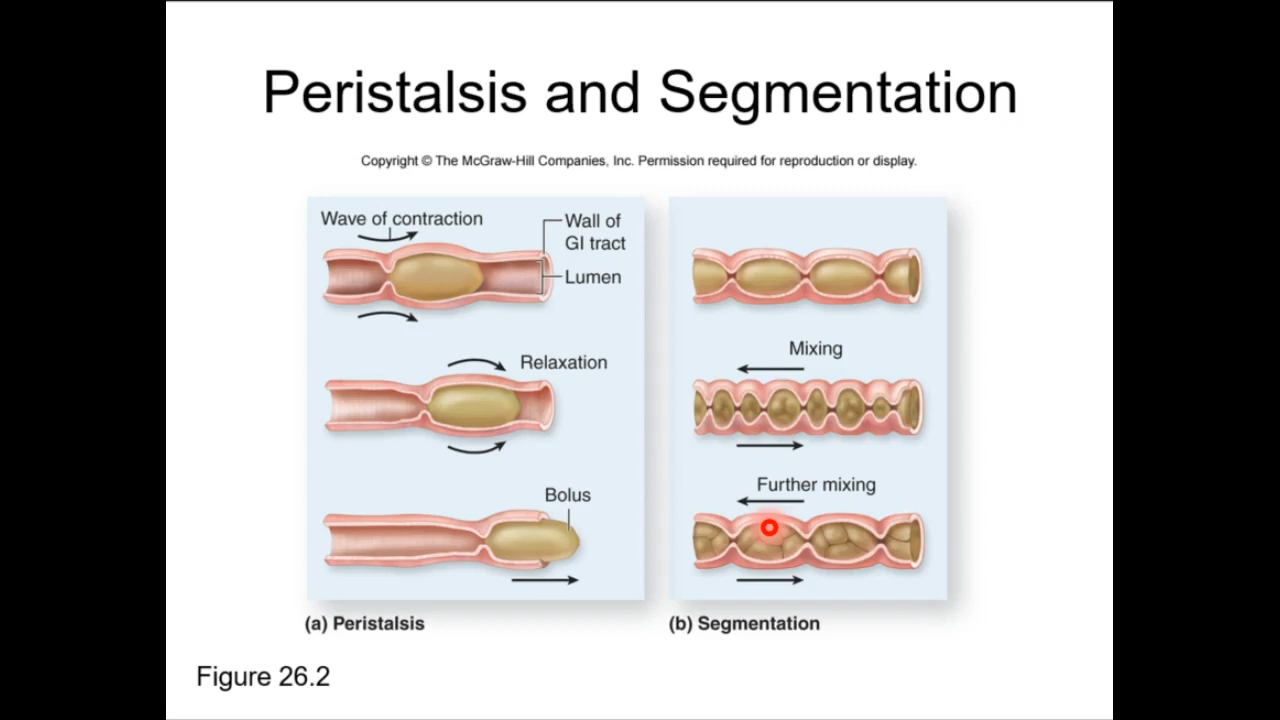 Peristalsis and Segmentation
Copyright © The McGraw-Hill Companies, Inc. Permission required for reproduction or display.
Wave of contraction
Wall of
GI tract
Lumen
Relaxation
Bolus
(a) Peristalsis
Mixing
Further mixing
(b) Segmentation
Figure 26.2